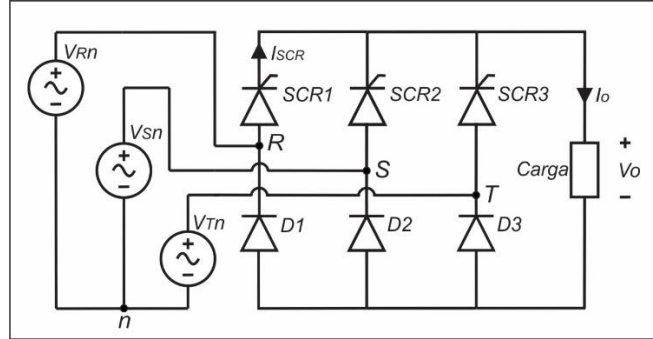 VRn
ISCR
SCR1
SCR2
SCR3
Io
VSn
R
S
T
Carga
+
Vo
–
VTn
D1
D2
D3
n